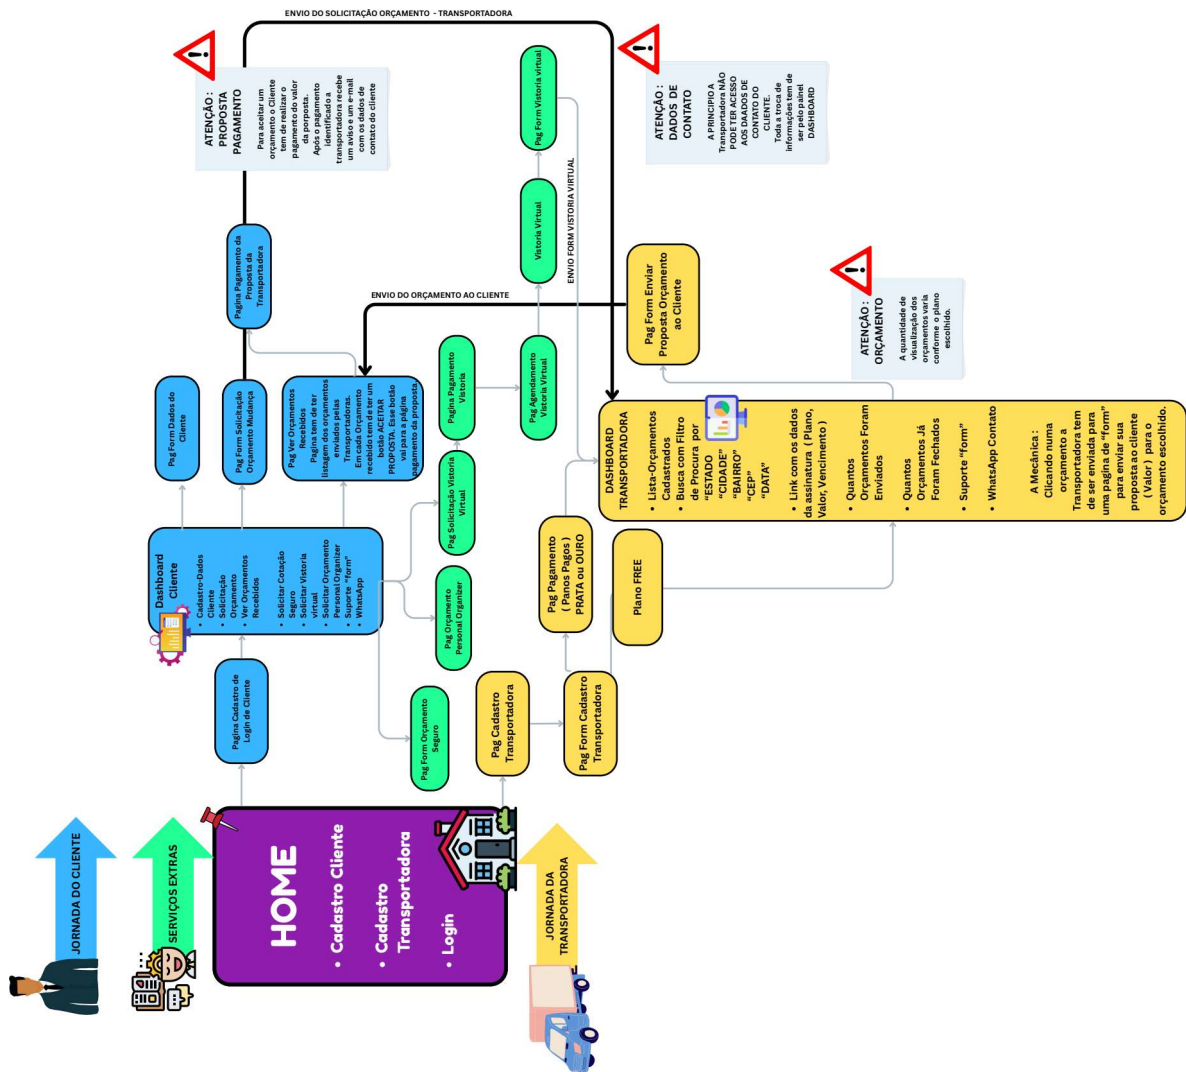 JORNADA DO CLIENTE
SERVIÇOS EXTRAS
HOME
• Cadastro Cliente
• Cadastro
Transportadora
• Login
JORNADA DA
TRANSPORTADORA
Pagina Cadastro de
Login de Cliente
Dashboard
Cliente
• Cadastro-Dados
Cliente
• Solicitação
Orçamento
• Ver Orçamentos
Recebidos
• Solicitar Cotação
Seguro
• Solicitar Vistoria
virtual
• Solicitar Orçamento
Personal Organizer
• Suporte “form”
• WhatsApp
Pag Form Dados do
Cliente
Pag Form Solicitação
Orçamento Mudança
Pag Ver Orçamentos
Recebidos
Pagina tem de ter
listagem dos orçamentos
enviados pelas
Transportadoras.
Em cada Orçamento
recebido tem de ter um
botão ACEITAR
PROPOSTA. Esse botão
vai para a página
pagamento da proposta
Pagina Pagamento da
Proposta da
Transportadora
ATENÇÃO :
PROPOSTA
PAGAMENTO
Para aceitar um
orçamento o Cliente
tem de realizar o
pagamento do valor
da porposta.
Após o pagamento
identificado a
transportadora recebe
um aviso e um e-mail
com os dados de
contato do cliente
ENVIO DO SOLICITAÇÃO ORÇAMENTO - TRANSPORTADORA
ENVIO DO ORÇAMENTO AO CLIENTE
Pag Form Orçamento
Seguro
Pag Orçamento
Personal Organizer
Pag Solicitação Vistoria
Virtual
Pagina Pagamento
Vistoria
Pag Agendamento
Vistoria Virtual
Vistoria Virtual
Pag Form Vistoria virtual
ENVIO FORM VISTORIA VIRTUAL
Pag Cadastro
Transportadora
Pag Form Cadastro
Transportadora
Pag Pagamento
( Panos Pagos )
PRATA ou OURO
Plano FREE
DASHBOARD
TRANSPORTADORA
• Lista-Orçamentos
Cadastrados
• Busca com Filtro
de Procura por
“ESTADO
“CIDADE”
“BAIRRO”
“CEP”
“DATA”
• Link com os dados
da assinatura ( Plano,
Valor, Vencimento )
• Quantos
Orçamentos Foram
Enviados
• Quantos
Orçamentos Já
Foram Fechados
• Suporte “form”
• WhatsApp Contato
A Mecânica :
Clicando numa
orçamento a
Transportadora tem
de ser enviada para
uma pagina de “form”
para enviar sua
proposta ao cliente
( Valor ) para o
orçamento escolhido.
Pag Form Enviar
Proposta Orçamento
ao Cliente
ATENÇÃO :
DADOS DE
CONTATO
A PRINCIPIO A
Transportadora NÃO
PODE TER ACESSO
AOS DAADOS DE
CONTATO DO
CLIENTE.
Toda a troca de
informações tem de
ser pelo painel
DASHBOARD
ATENÇÃO :
ORÇAMENTO
A quantidade de
visualização dos
orçamentos varia
conforme o plano
escolhido.